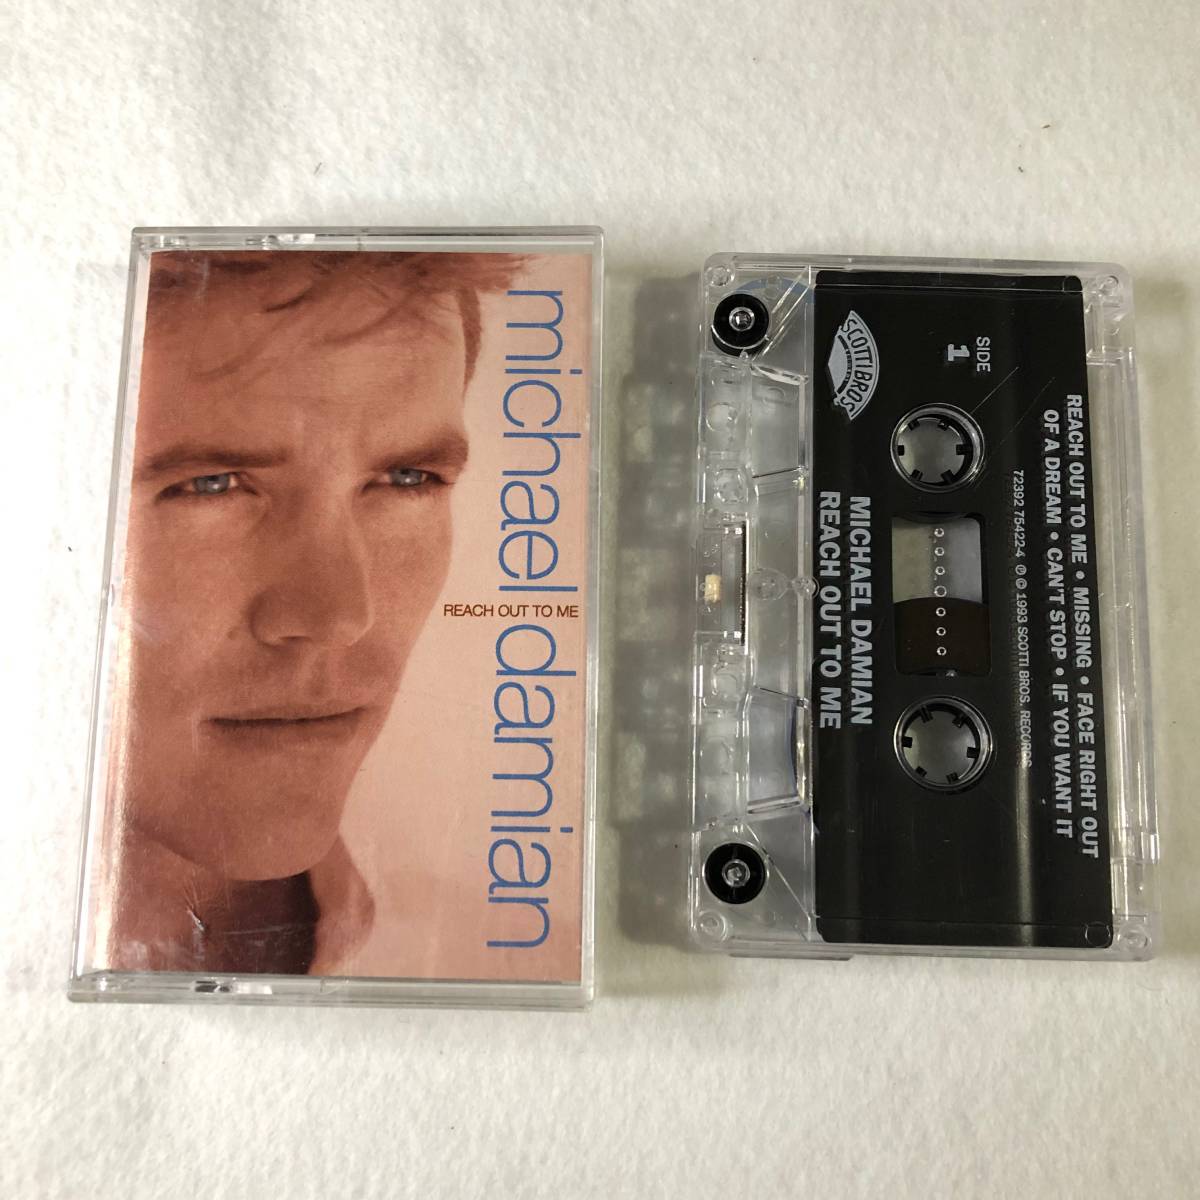 michael damian
REACH OUT TO ME
SCOTTI BROS
RECORDS
SIDE
1
MICHAEL DAMIAN
REACH OUT TO ME
72392 75422-4 ℗ © 1993 SCOTTI BROS. RECORDS
REACH OUT TO ME • MISSING • FACE RIGHT OUT
OF A DREAM • CAN'T STOP • IF YOU WANT IT